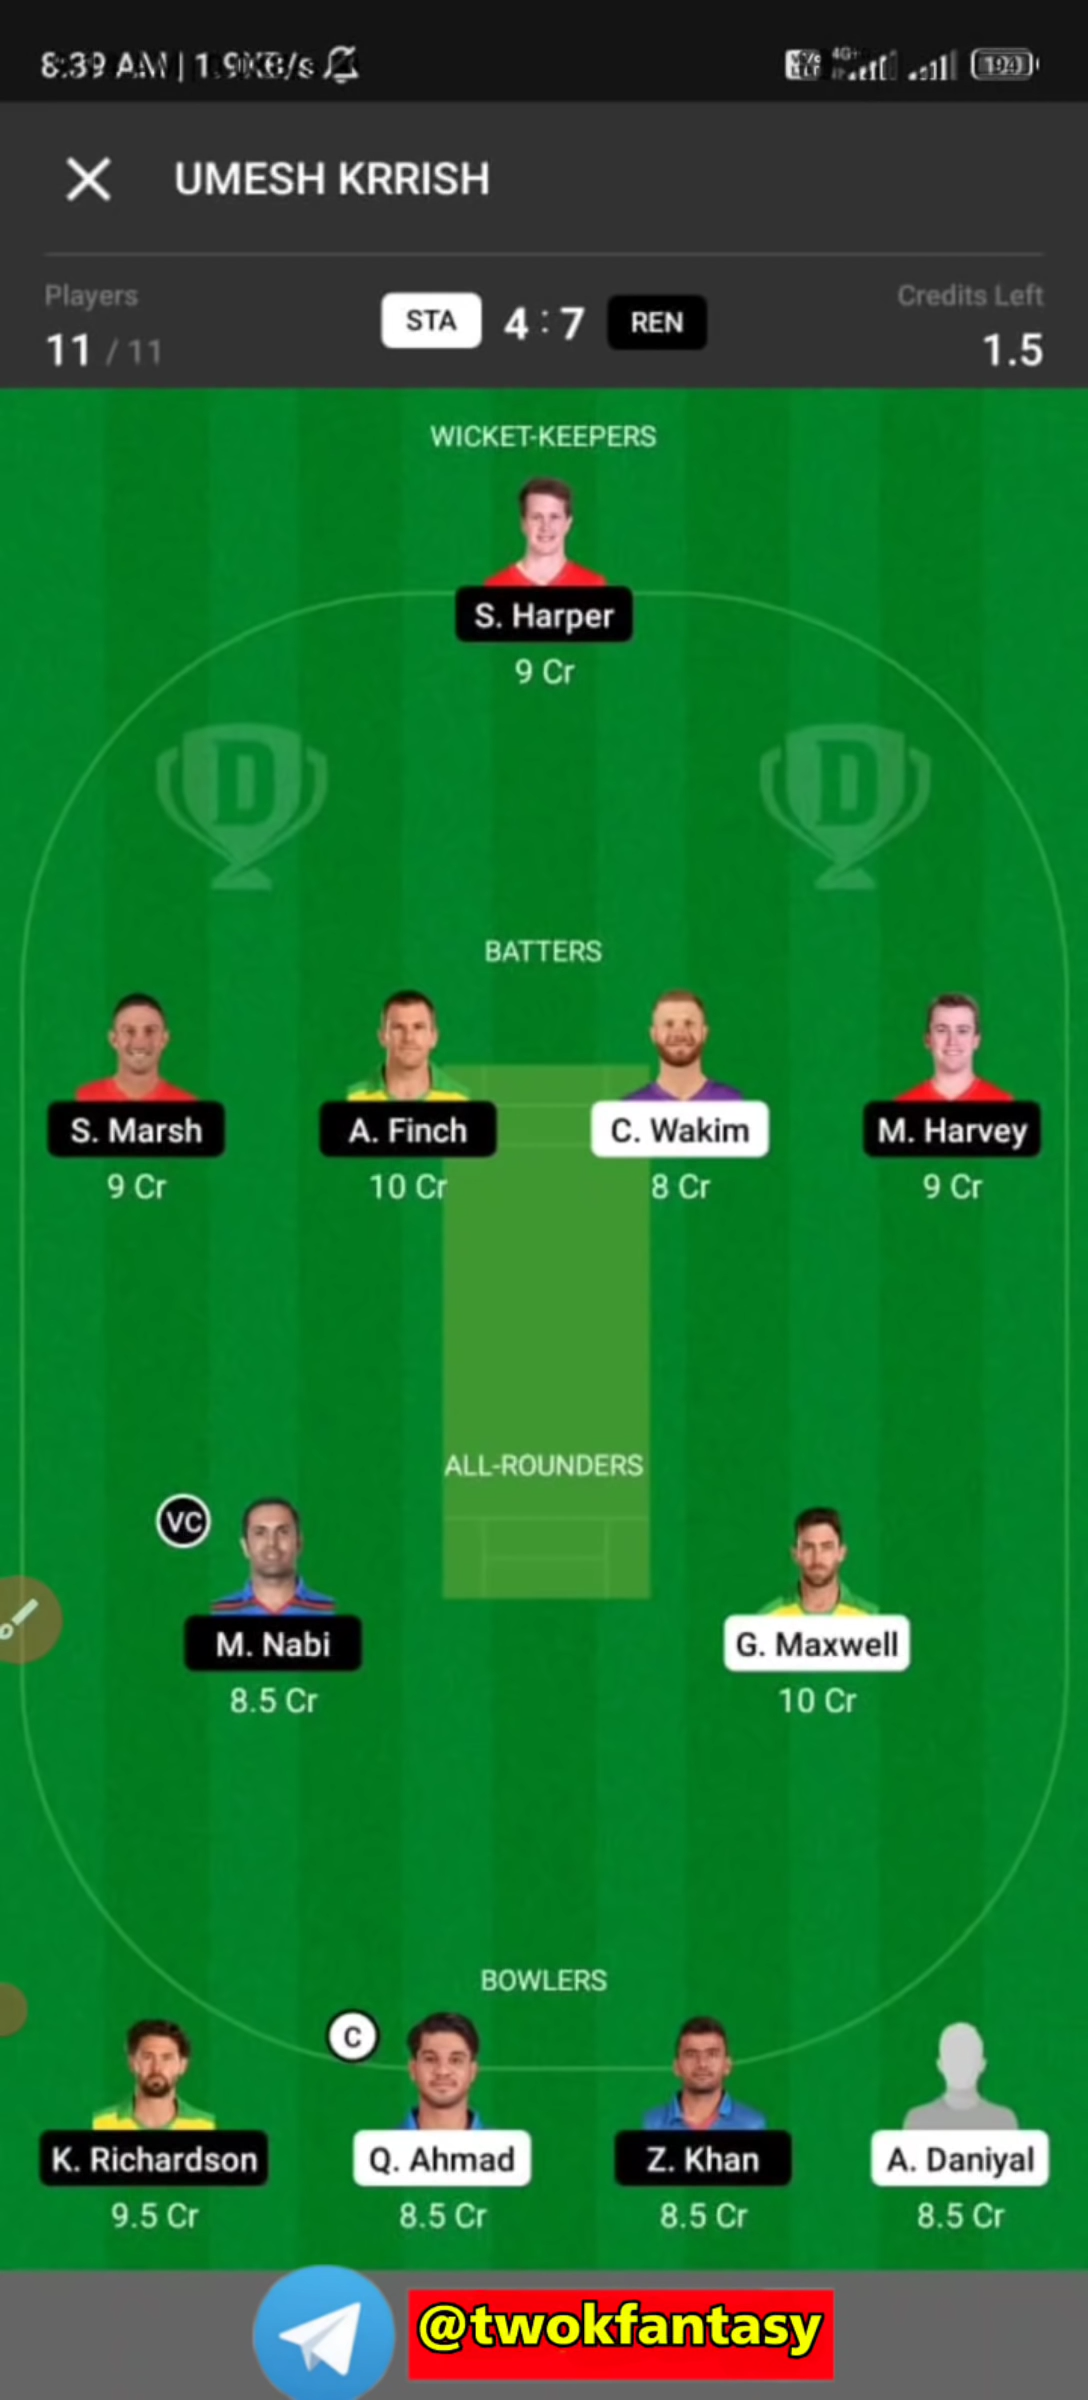 8:39 AM | 1.9KB/s
4G+
UMESH KRRISH
Players
Credits Left
11 / 11
STA 4 : 7 REN
1.5
WICKET-KEEPERS
S. Harper
9 Cr
D D
BATTERS
S. Marsh A. Finch C. Wakim M. Harvey
9 Cr 10 Cr 8 Cr 9 Cr
ALL-ROUNDERS
VC
M. Nabi G. Maxwell
8.5 Cr 10 Cr
BOWLERS
C
K. Richardson Q. Ahmad Z. Khan A. Daniyal
9.5 Cr 8.5 Cr 8.5 Cr 8.5 Cr
@twokfantasy